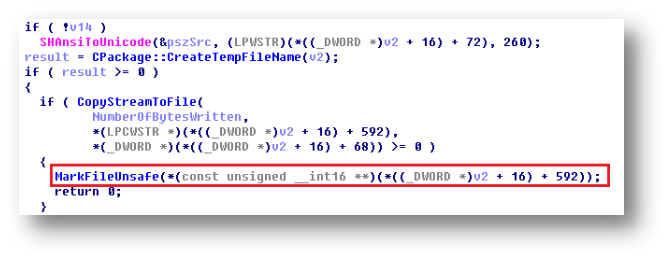 if ( !v14 )
SHAnsiToUnicode(&pszSrc, (LPWSTR)(*((_DWORD *)v2 + 16) + 72), 260);
result = CPackage::CreateTempFileName(v2);
if ( result >= 0 )
{
if ( CopyStreamToFile(
NumberOfBytesWritten,
*(LPCWSTR *)(*((_DWORD *)v2 + 16) + 592),
*(_DWORD *)(*((_DWORD *)v2 + 16) + 68)) >= 0 )
{
MarkFileUnsafe(*(const unsigned __int16 **)(*((_DWORD *)v2 + 16) + 592));
return 0;
}